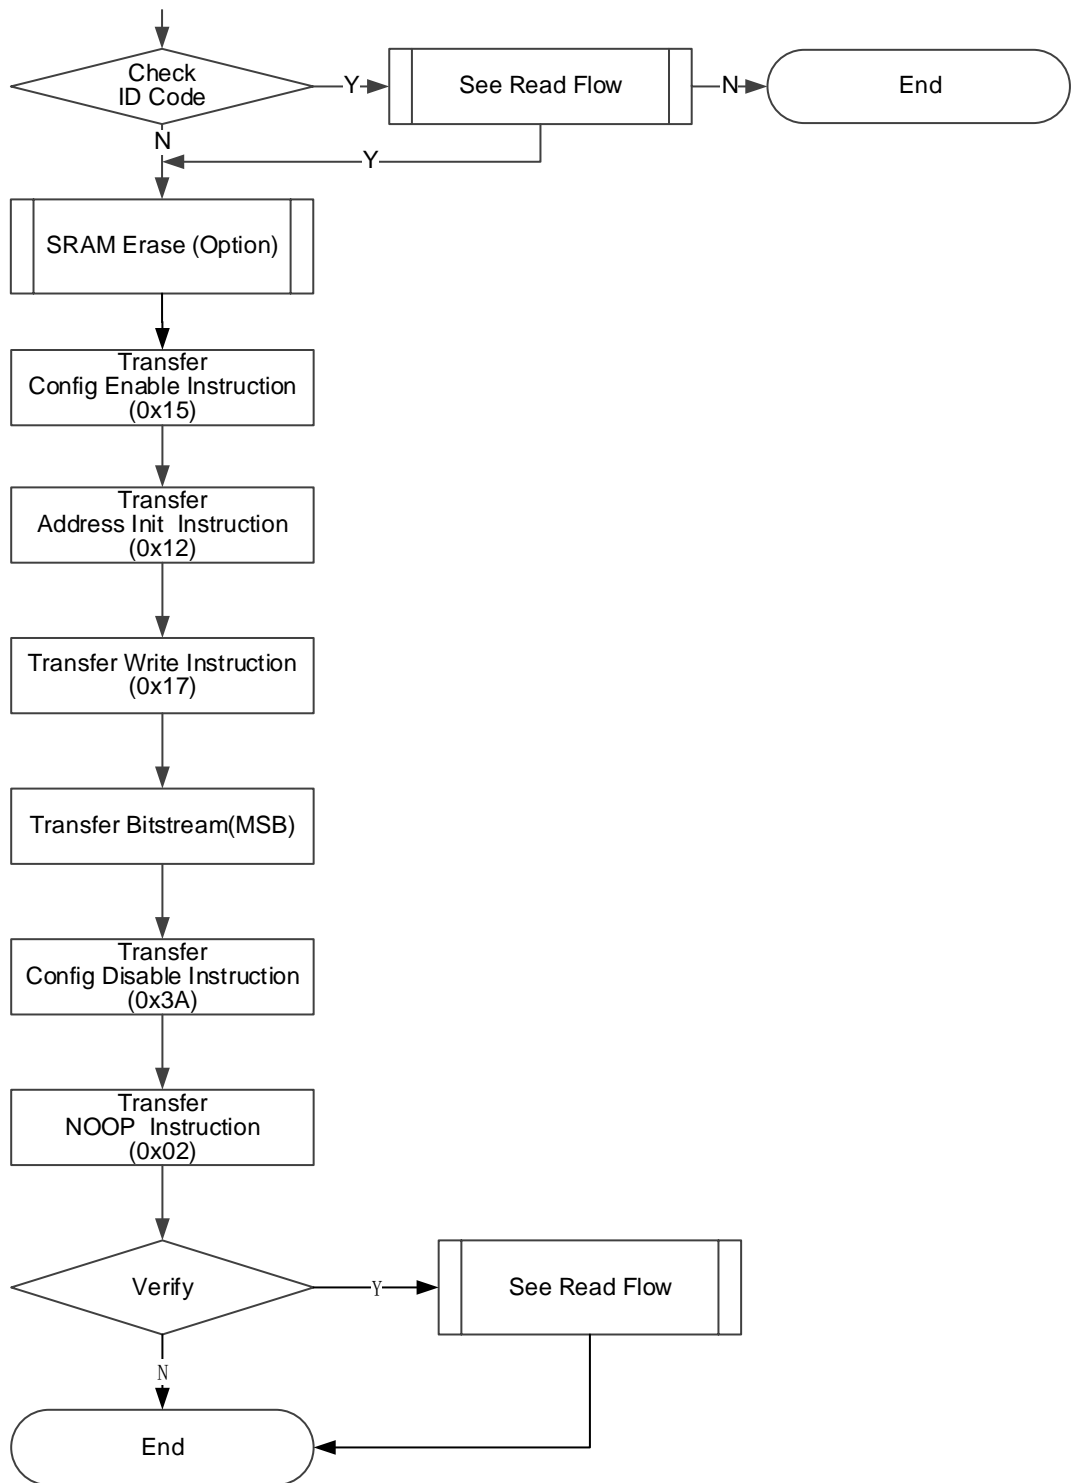 Check
ID Code
Y
See Read Flow
N
End
N
Y
SRAM Erase (Option)
Transfer
Config Enable Instruction
(0x15)
Transfer
Address Init  Instruction
(0x12)
Transfer Write Instruction
(0x17)
Transfer Bitstream(MSB)
Transfer
Config Disable Instruction
(0x3A)
Transfer
NOOP  Instruction
(0x02)
Verify
Y
See Read Flow
N
End